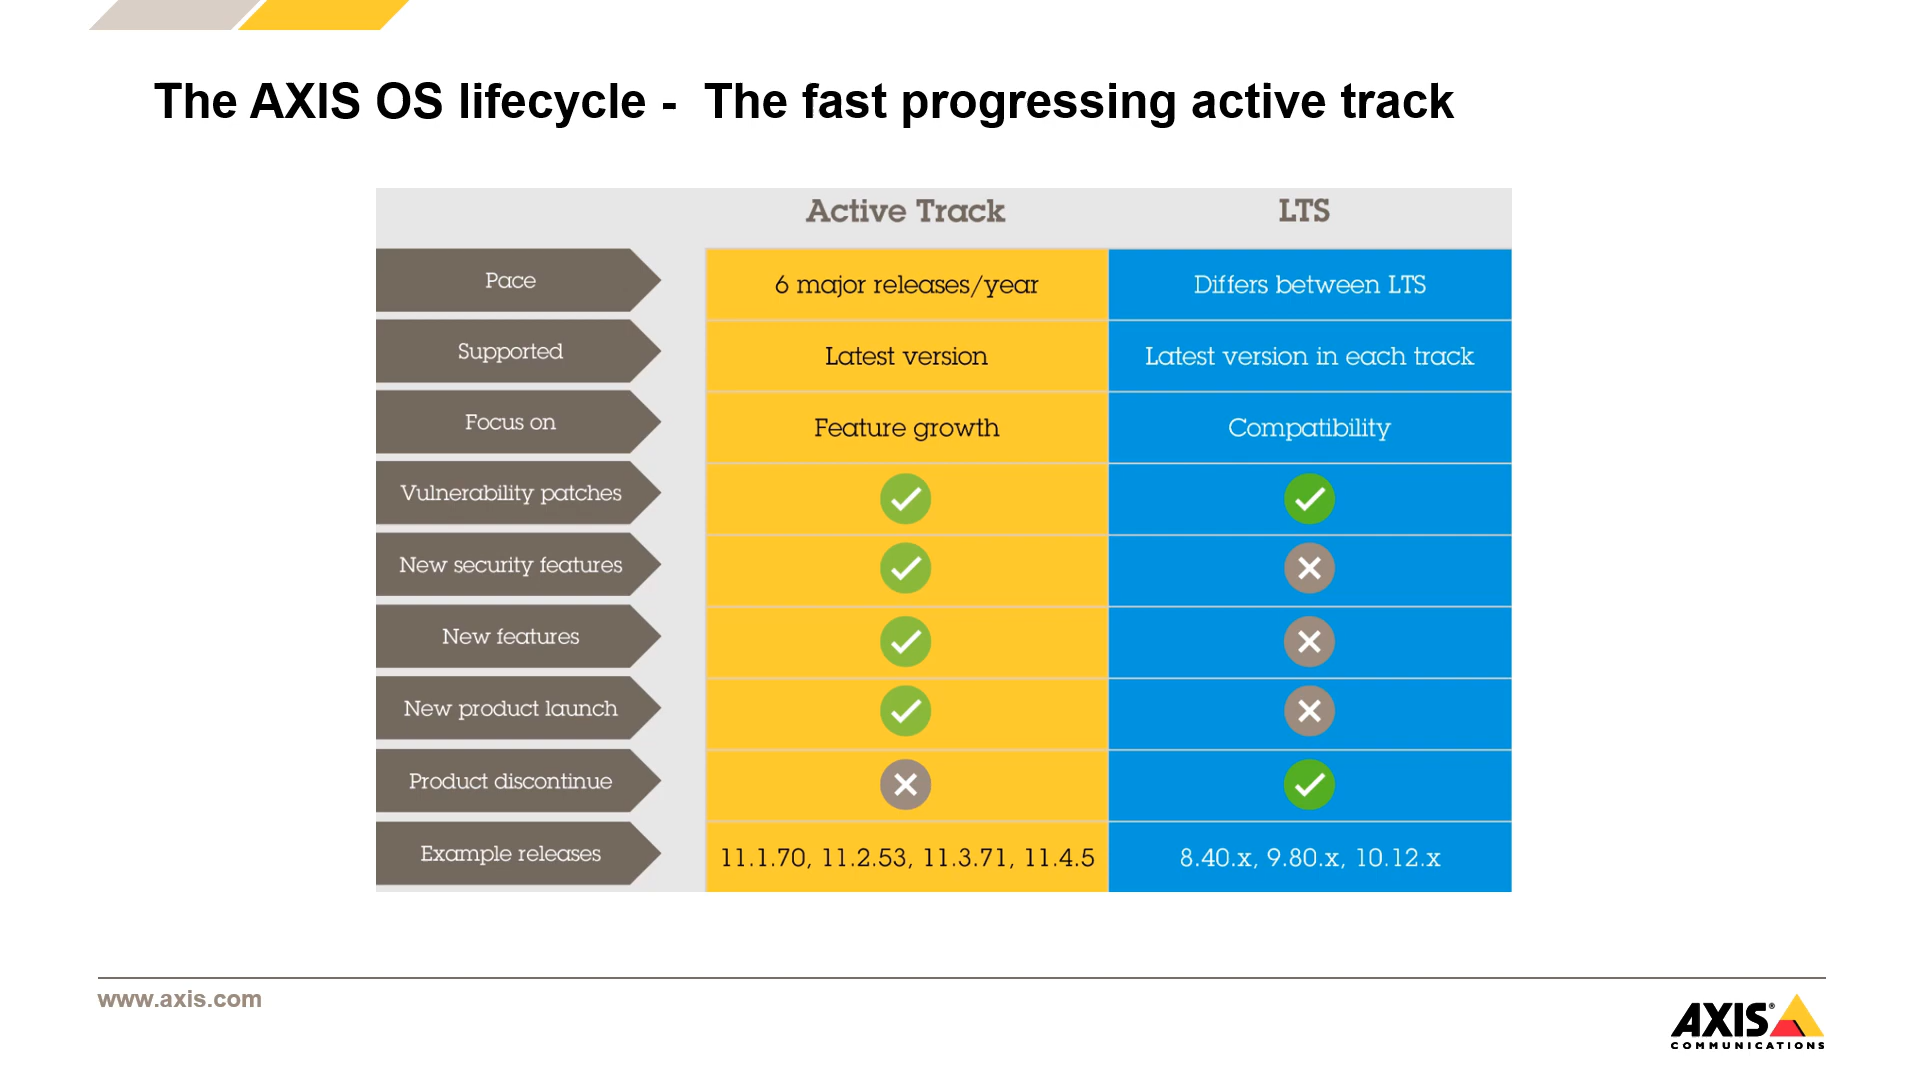 The AXIS OS lifecycle -  The fast progressing active track
Active Track LTS
Pace 6 major releases/year Differs between LTS
Supported Latest version Latest version in each track
Focus on Feature growth Compatibility
Vulnerability patches
New security features
New features
New product launch
Product discontinue
Example releases 11.1.70, 11.2.53, 11.3.71, 11.4.5 8.40.x, 9.80.x, 10.12.x
www.axis.com
AXIS®
COMMUNICATIONS